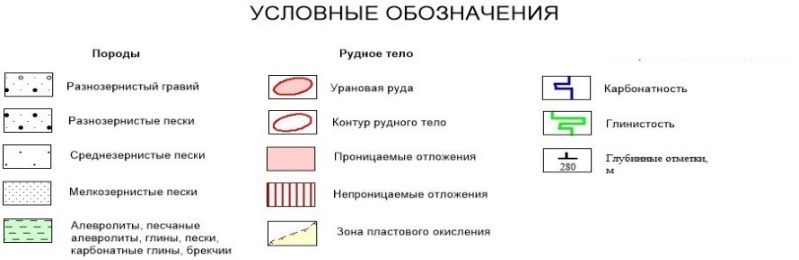 УСЛОВНЫЕ ОБОЗНАЧЕНИЯ
Породы
Разнозернистый гравий
Разнозернистые пески
Среднезернистые пески
Мелкозернистые пески
Алевролиты, песчаные
алевролиты, глины, пески,
карбонатные глины, брекчии
Рудное тело
Урановая руда
Контур рудного тела
Проницаемые отложения
Непроницаемые отложения
Зона пластового окисления
Карбонатность
Глинистость
280
Глубинные отметки,
м